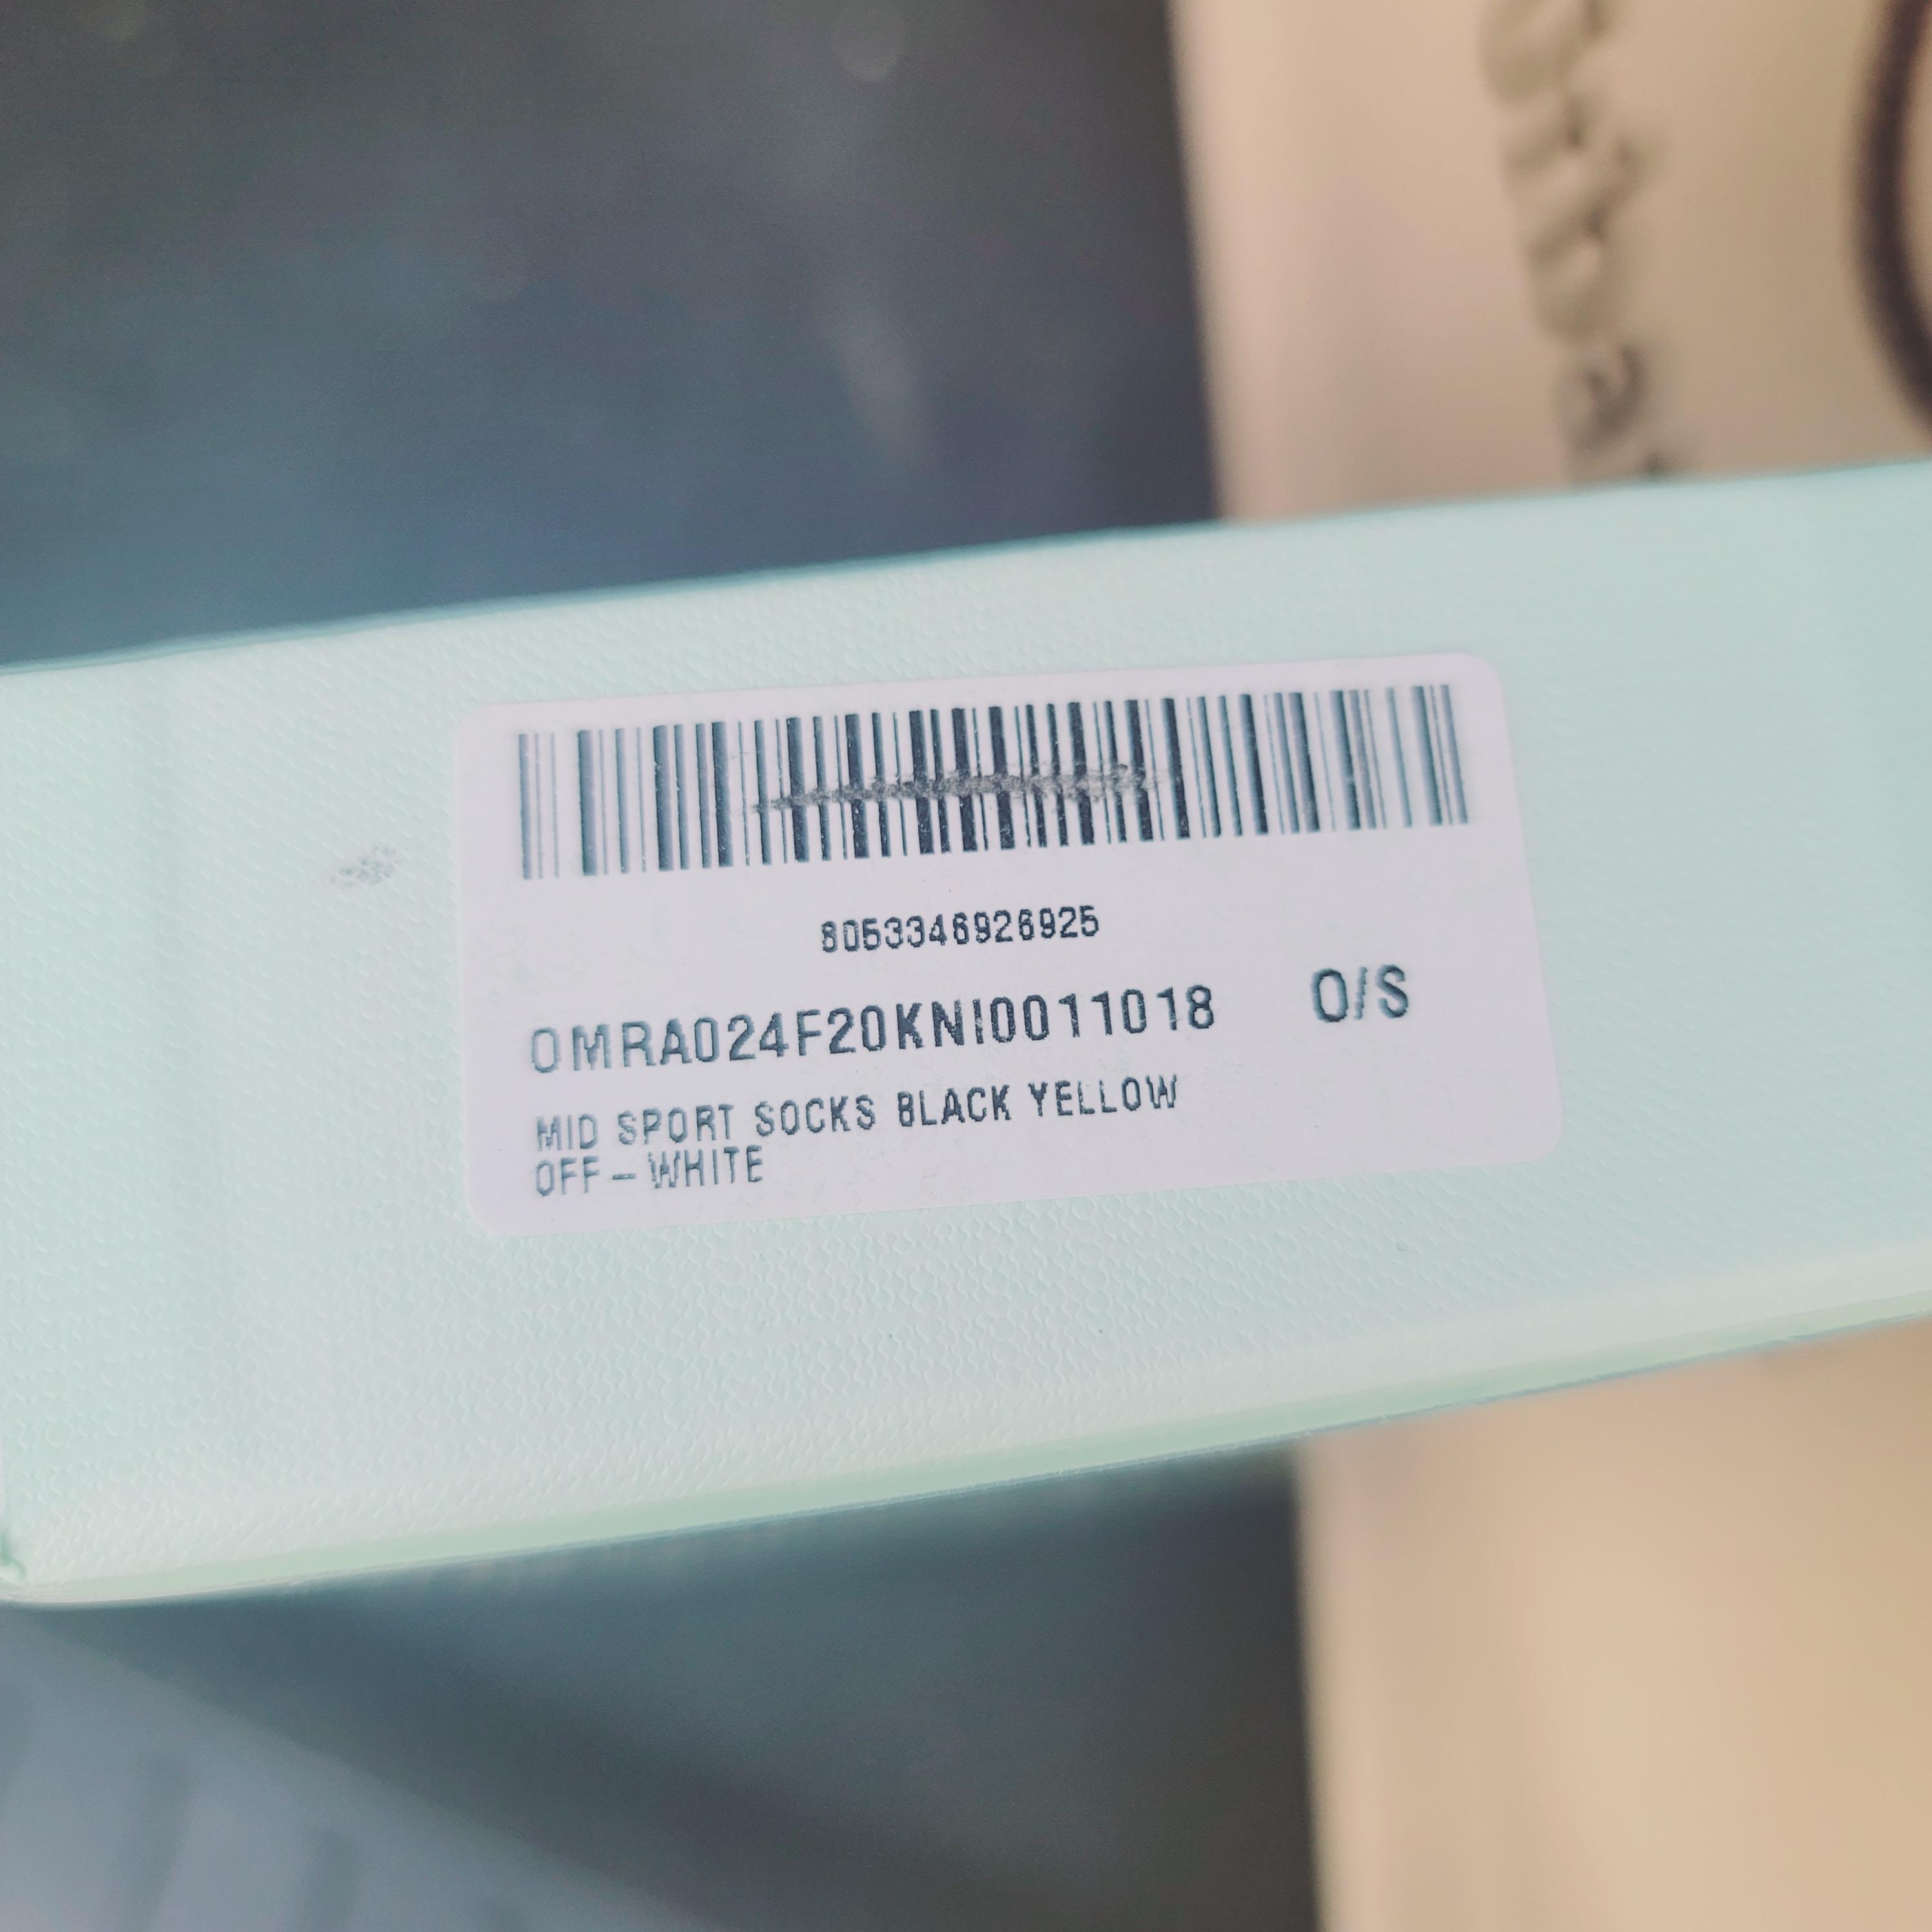 8053346926925
OMRA024F20KNI0011018 O/S
MID SPORT SOCKS BLACK YELLOW
OFF-WHITE